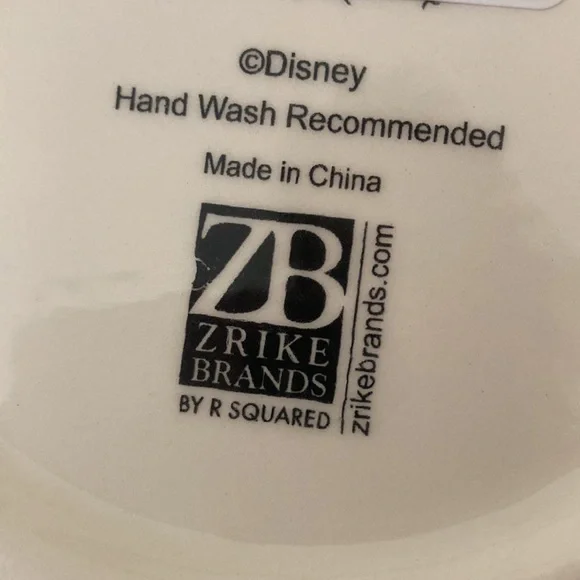 ©Disney
Hand Wash Recommended
Made in China
ZB
ZRIKE
BRANDS
BY R SQUARED
zrikebrands.com